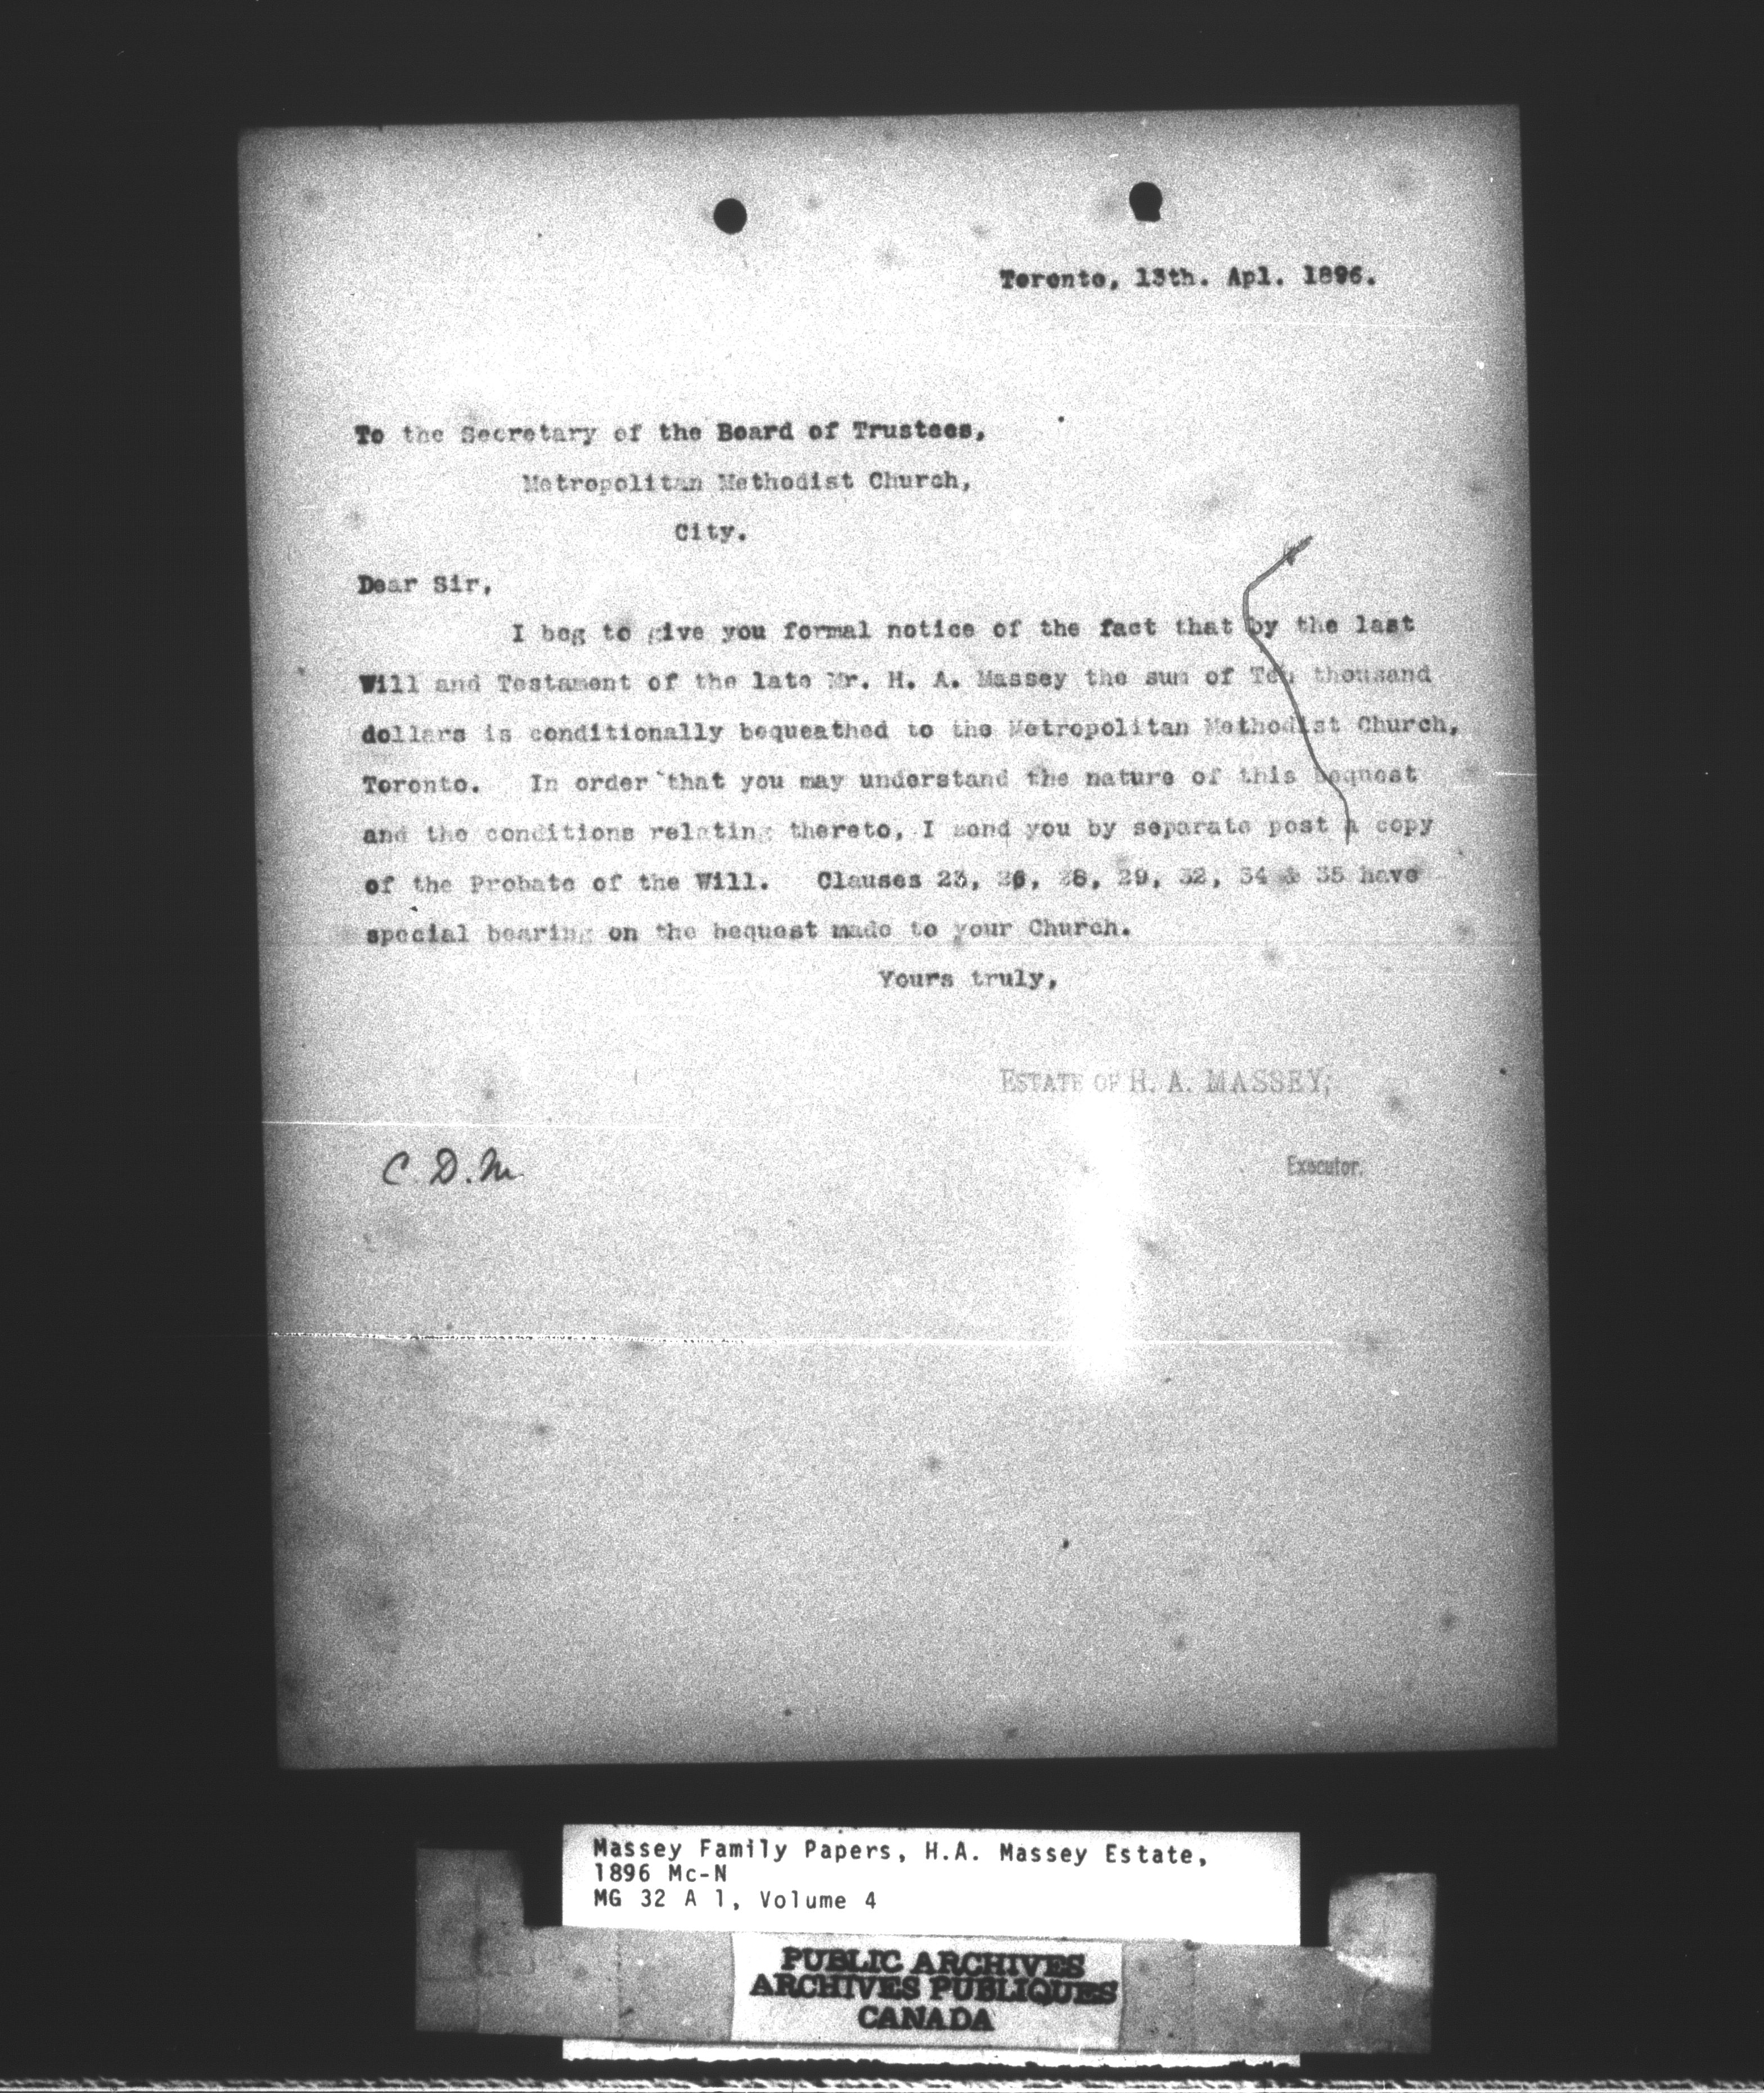 Toronto, 13th. Apl. 1896.
To the Secretary of the Board of Trustees,
Metropolitan Methodist Church,
City.
Dear Sir,
I beg to give you formal notice of the fact that by the last
Will and Testament of the late Mr. H. A. Massey the sum of Ten thousand
dollars is conditionally bequeathed to the Metropolitan Methodist Church,
Toronto. In order that you may understand the nature of this bequest
and the conditions relating thereto, I send you by separate post a copy
of the Probate of the Will. Clauses 23, 26, 28, 29, 32, 34 & 35 have
special bearing on the bequest made to your Church.
Yours truly,
ESTATE OF H. A. MASSEY,
C. D. M
Executor.
Massey Family Papers, H.A. Massey Estate,
1896 Mc-N
MG 32 A 1, Volume 4
PUBLIC ARCHIVES
ARCHIVES PUBLIQUES
CANADA